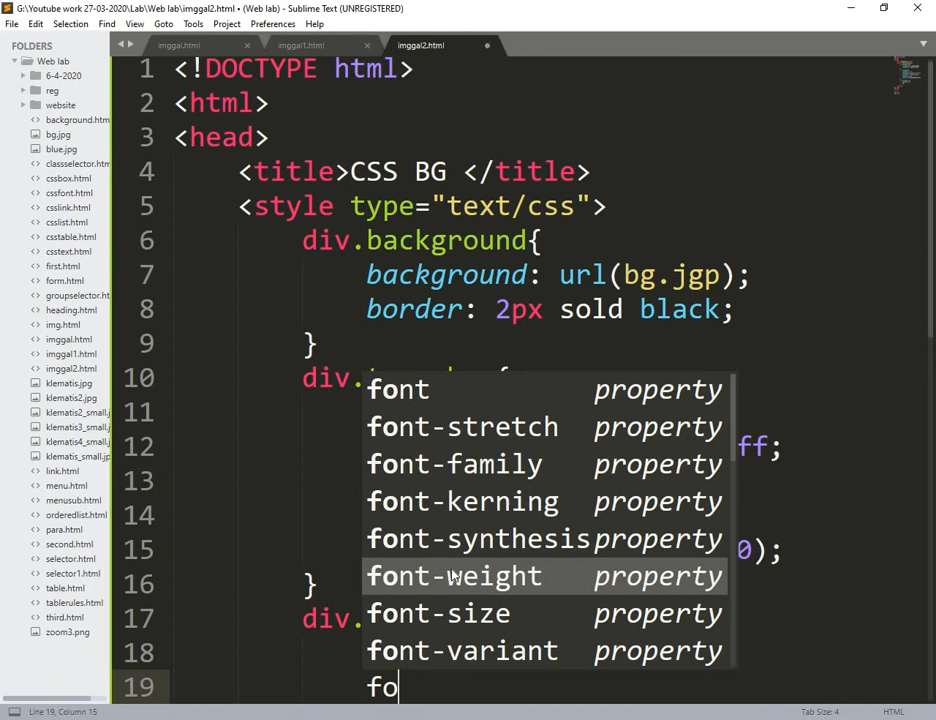 G:\Youtube work 27-03-2020\Lab\Web lab\imggal2.html • (Web lab) - Sublime Text (UNREGISTERED)
File Edit Selection Find View Goto Tools Project Preferences Help
FOLDERS
Web lab
6-4-2020
reg
website
background.htm
bg.jpg
blue.jpg
classselector.htm
cssbox.html
cssfont.html
csslink.html
csslist.html
csstable.html
csstext.html
first.html
form.html
groupselector.ht
heading.html
img.html
imggal.html
imggal1.html
imggal2.html
klematis.jpg
klematis2.jpg
klematis2_small.j
klematis3_small.j
klematis4_small.j
klematis_small.jp
link.html
menu.html
menusub.html
orderedlist.html
para.html
second.html
selector.html
selector1.html
table.html
tablerules.html
third.html
zoom3.png
imggal.html × imggal1.html × imggal2.html
1 <!DOCTYPE html>
2 <html>
3 <head>
4 <title>CSS BG </title>
5 <style type="text/css">
6 div.background{
7 background: url(bg.jgp);
8 border: 2px sold black;
9 }
10 div.
11
12 ff;
13
14
15 0);
16 }
17 div.
18
19 fo
font property
font-stretch property
font-family property
font-kerning property
font-synthesis property
font-weight property
font-size property
font-variant property
Line 19, Column 15 Tab Size: 4 HTML